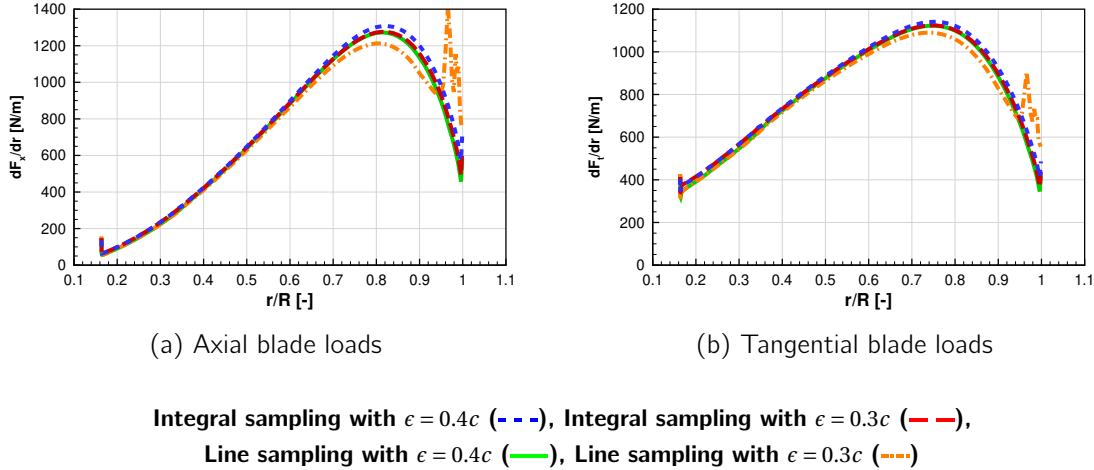 1400
1200
1000
800
600
400
200
0
dFx/dr [N/m]
0.1 0.2 0.3 0.4 0.5 0.6 0.7 0.8 0.9 1 1.1
r/R [-]
(a) Axial blade loads
1200
1000
800
600
400
200
0
dFt/dr [N/m]
0.1 0.2 0.3 0.4 0.5 0.6 0.7 0.8 0.9 1 1.1
r/R [-]
(b) Tangential blade loads
Integral sampling with ϵ = 0.4c ( ), Integral sampling with ϵ = 0.3c ( ),
Line sampling with ϵ = 0.4c ( ), Line sampling with ϵ = 0.3c ( )